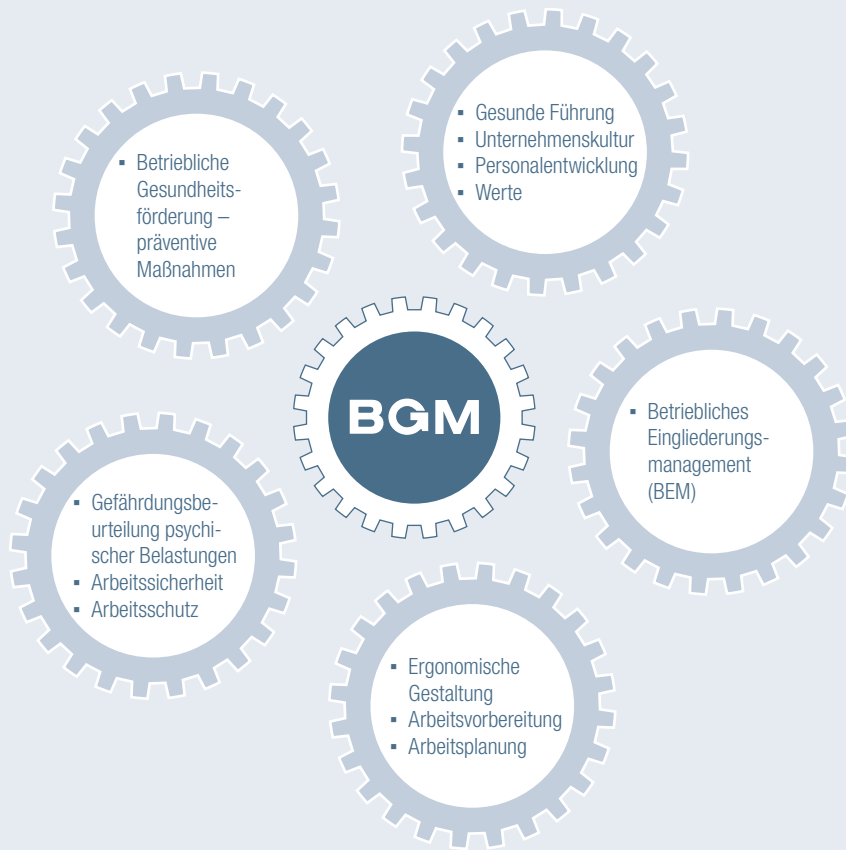 ▪ Gesunde Führung
▪ Unternehmenskultur
▪ Personalentwicklung
▪ Werte
▪ Betriebliche
Gesundheits-
förderung –
präventive
Maßnahmen
BGM
▪ Betriebliches
Eingliederungs-
management
(BEM)
▪ Gefährdungsbe-
urteilung psychi-
scher Belastungen
▪ Arbeitssicherheit
▪ Arbeitsschutz
▪ Ergonomische
Gestaltung
▪ Arbeitsvorbereitung
▪ Arbeitsplanung